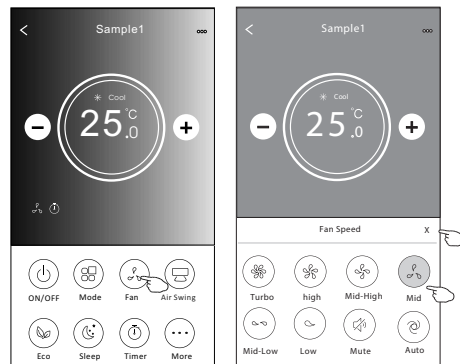 Sample1
Cool
25.0°C
ON/OFF Mode Fan Air Swing
Eco Sleep Timer More
Sample1
Cool
25.0°C
Fan Speed X
Turbo high Mid-High Mid
Mid-Low Low Mute Auto